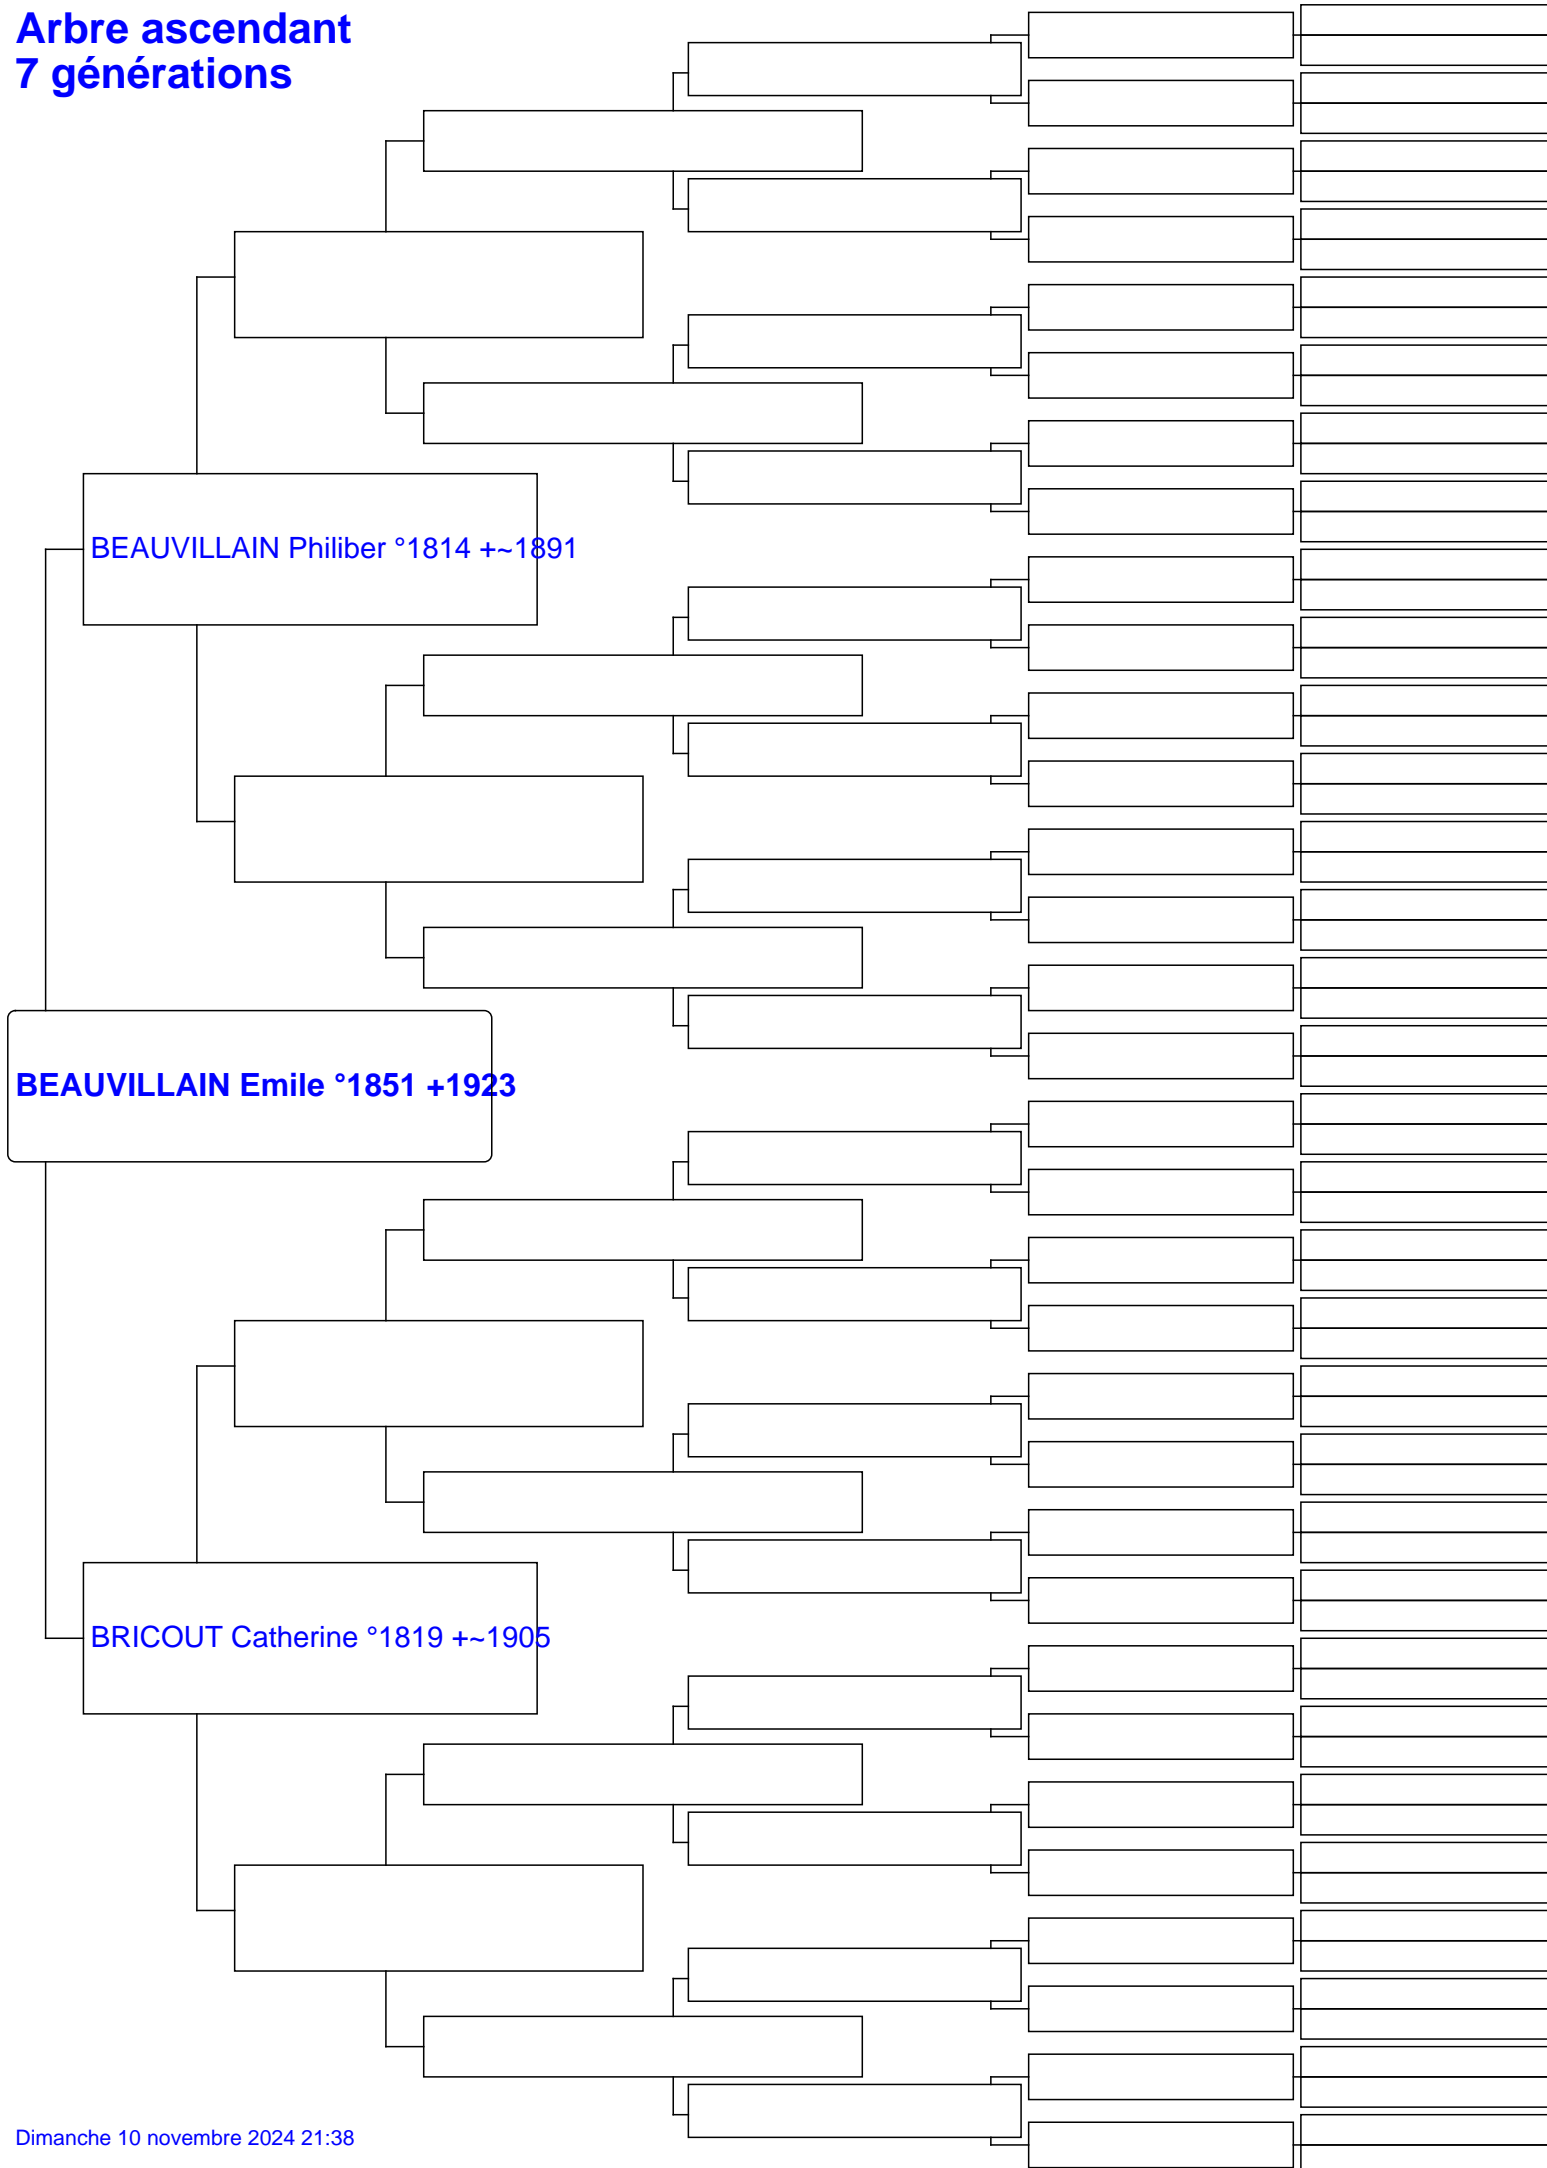 Arbre ascendant
7 générations
BEAUVILLAIN Philiber °1814 +~1891
BEAUVILLAIN Emile °1851 +1923
BRICOUT Catherine °1819 +~1905
Dimanche 10 novembre 2024 21:38